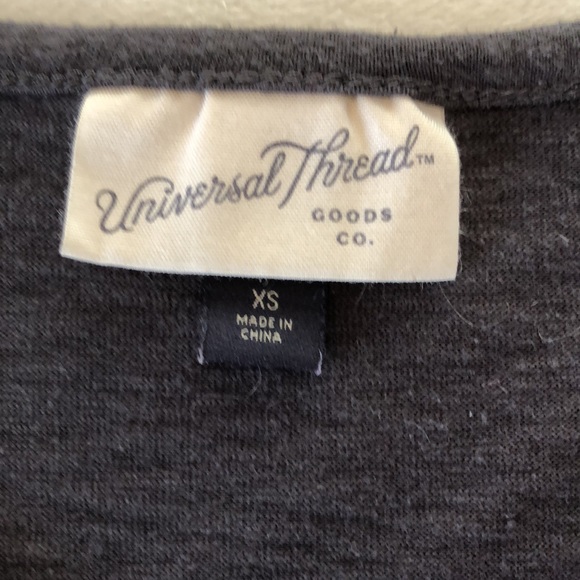 Universal Thread™
GOODS
CO.
XS
MADE IN
CHINA